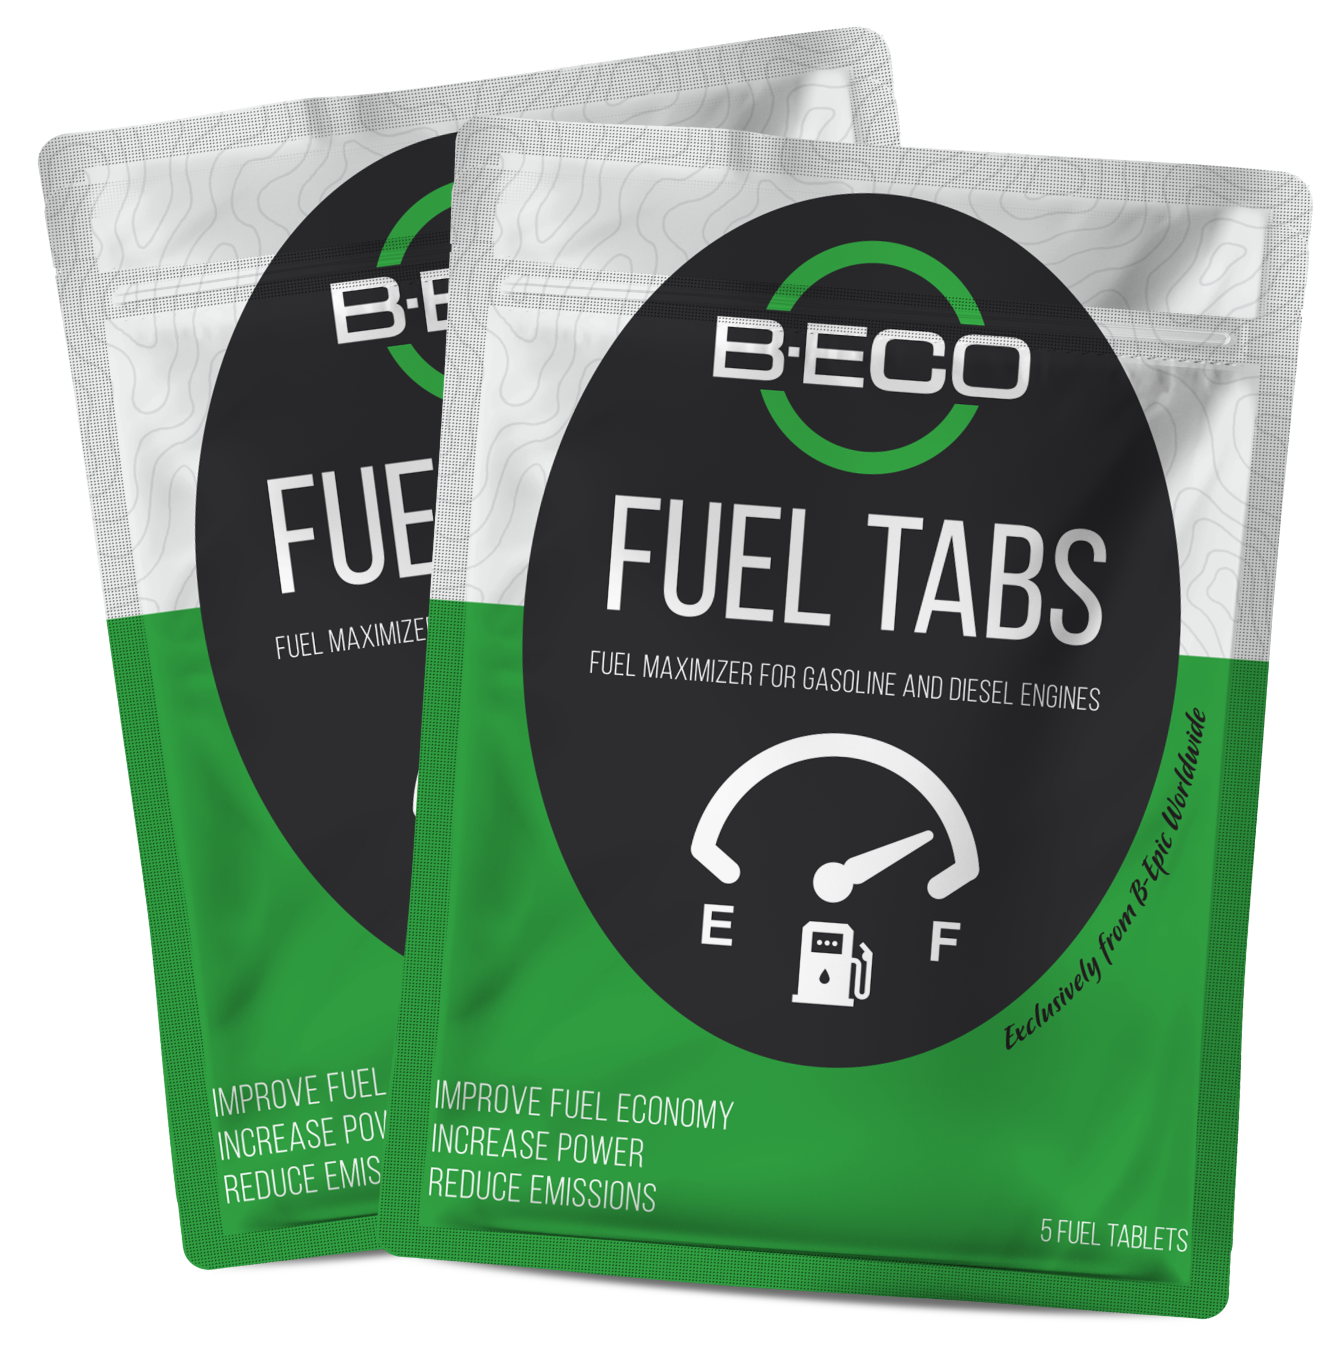 B·E
FUE
FUEL MAXIMIZE
IMPROVE FUEL
INCREASE POW
REDUCE EMIS
B·ECO
FUEL TABS
FUEL MAXIMIZER FOR GASOLINE AND DIESEL ENGINES
E F
Exclusively from B-Epic Worldwide
IMPROVE FUEL ECONOMY
INCREASE POWER
REDUCE EMISSIONS
5 FUEL TABLETS